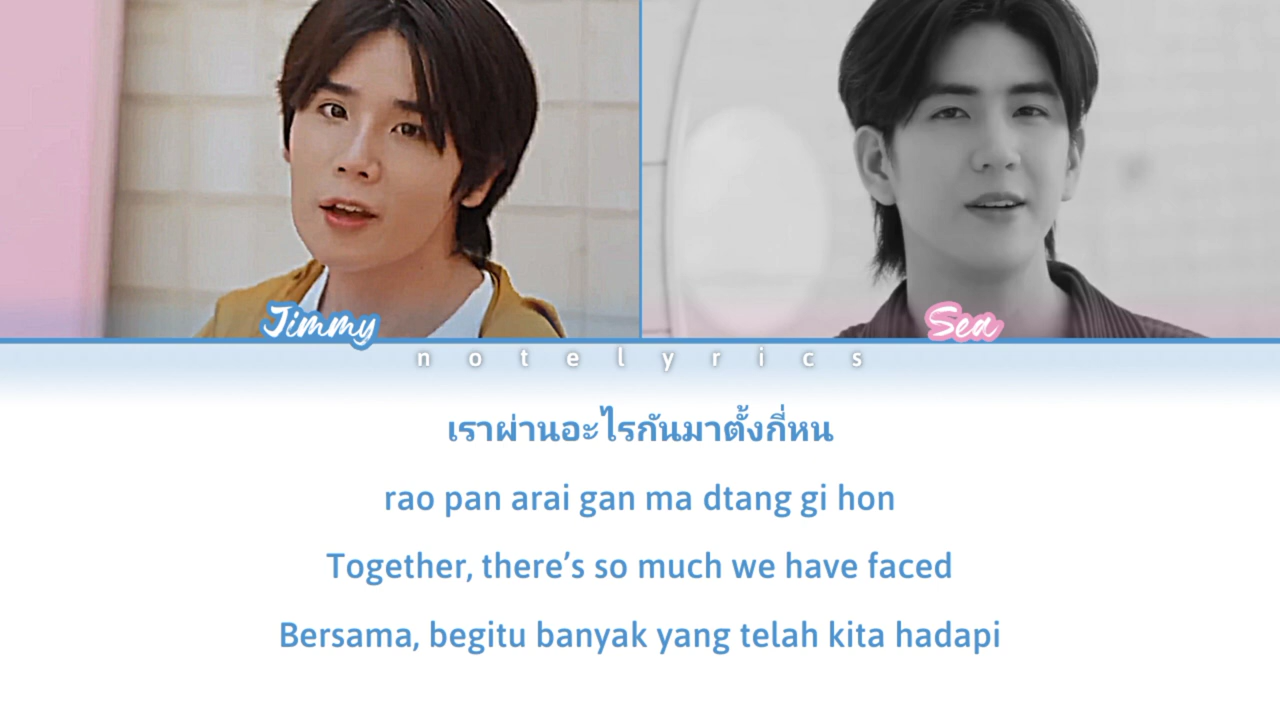 Jimmy
Sea
notelyrics
เราผ่านอะไรกันมาตั้งกี่หน
rao pan arai gan ma dtang gi hon
Together, there’s so much we have faced
Bersama, begitu banyak yang telah kita hadapi